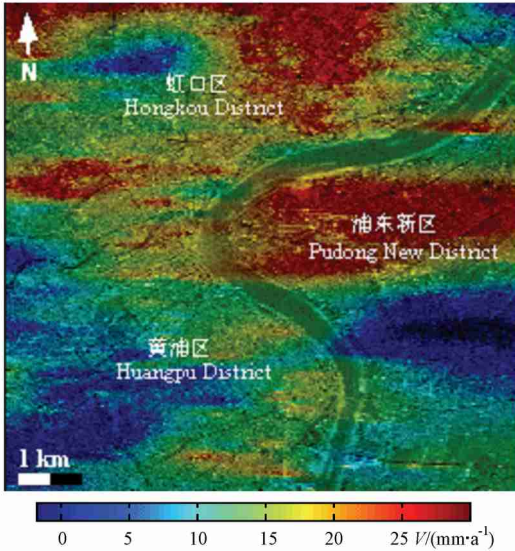 N
虹口区
Hongkou District
浦东新区
Pudong New District
黄浦区
Huangpu District
1 km
0 5 10 15 20 25 V/(mm·a⁻¹)